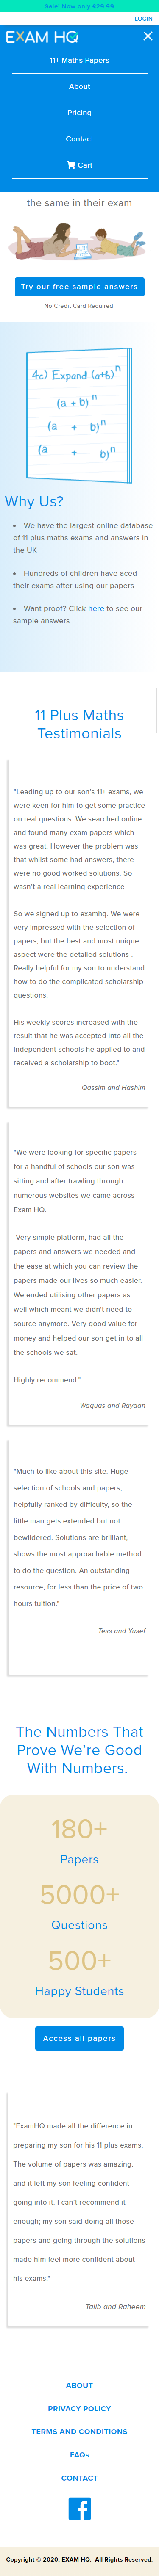 Sale! Now only £29.99
LOGIN
EXAM HQ
11+ Maths Papers
About
Pricing
Contact
Cart
the same in their exam
Try our free sample answers
No Credit Card Required
4c) Expand (a+b)ⁿ
(a + b)ⁿ
(a + b)ⁿ
(a + b)ⁿ
Why Us?
• We have the largest online database
of 11 plus maths exams and answers in
the UK
• Hundreds of children have aced
their exams after using our papers
• Want proof? Click here to see our
sample answers
11 Plus Maths
Testimonials
"Leading up to our son's 11+ exams, we
were keen for him to get some practice
on real questions. We searched online
and found many exam papers which
was great. However the problem was
that whilst some had answers, there
were no good worked solutions. So
wasn't a real learning experience
So we signed up to examhq. We were
very impressed with the selection of
papers, but the best and most unique
aspect were the detailed solutions .
Really helpful for my son to understand
how to do the complicated scholarship
questions.
His weekly scores increased with the
result that he was accepted into all the
independent schools he applied to and
received a scholarship to boot."
Qassim and Hashim
"We were looking for specific papers
for a handful of schools our son was
sitting and after trawling through
numerous websites we came across
Exam HQ.
Very simple platform, had all the
papers and answers we needed and
the ease at which you can review the
papers made our lives so much easier.
We ended utilising other papers as
well which meant we didn't need to
source anymore. Very good value for
money and helped our son get in to all
the schools we sat.
Highly recommend."
Waquas and Rayaan
"Much to like about this site. Huge
selection of schools and papers,
helpfully ranked by difficulty, so the
little man gets extended but not
bewildered. Solutions are brilliant,
shows the most approachable method
to do the question. An outstanding
resource, for less than the price of two
hours tuition."
Tess and Yusef
The Numbers That
Prove We're Good
With Numbers.
180+
Papers
5000+
Questions
500+
Happy Students
Access all papers
"ExamHQ made all the difference in
preparing my son for his 11 plus exams.
The volume of papers was amazing,
and it left my son feeling confident
going into it. I can't recommend it
enough; my son said doing all those
papers and going through the solutions
made him feel more confident about
his exams."
Talib and Raheem
ABOUT
PRIVACY POLICY
TERMS AND CONDITIONS
FAQs
CONTACT
Copyright © 2020, EXAM HQ. All Rights Reserved.